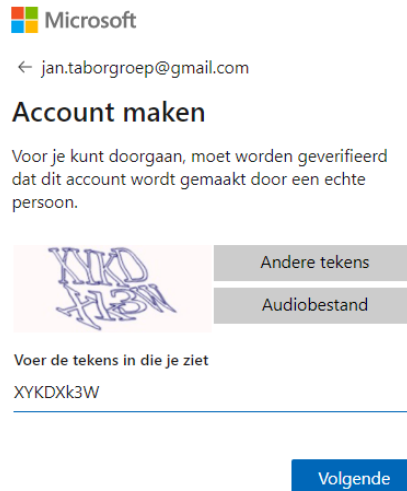 Microsoft
← jan.taborgroep@gmail.com
Account maken
Voor je kunt doorgaan, moet worden geverifieerd
dat dit account wordt gemaakt door een echte
persoon.
Andere tekens
Audiobestand
Voer de tekens in die je ziet
XYKDXk3W
Volgende